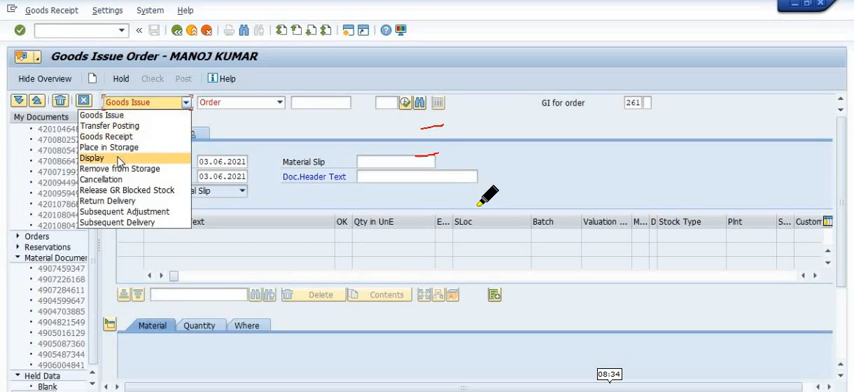 Goods Receipt Settings System Help
Goods Issue Order - MANOJ KUMAR
Hide Overview Hold Check Post Help
Goods Issue Order GI for order 261
My Documents
Goods Issue
Transfer Posting
Goods Receipt
Place in Storage
Display
Remove from Storage
Cancellation
Release GR Blocked Stock
Return Delivery
Subsequent Adjustment
Subsequent Delivery
03.06.2021 Material Slip
03.06.2021 Doc.Header Text
al Slip
ext OK Qty in UnE E... SLoc Batch Valuation ... M... D Stock Type Plnt S... Custom
Orders
Reservations
Material Documen
4907459347
4907226168
4907284611
4904599647
4904703885
4904821549
4905016129
4905087360
4905487344
4906004841
Held Data
Blank
Delete Contents
Material Quantity Where
08:34